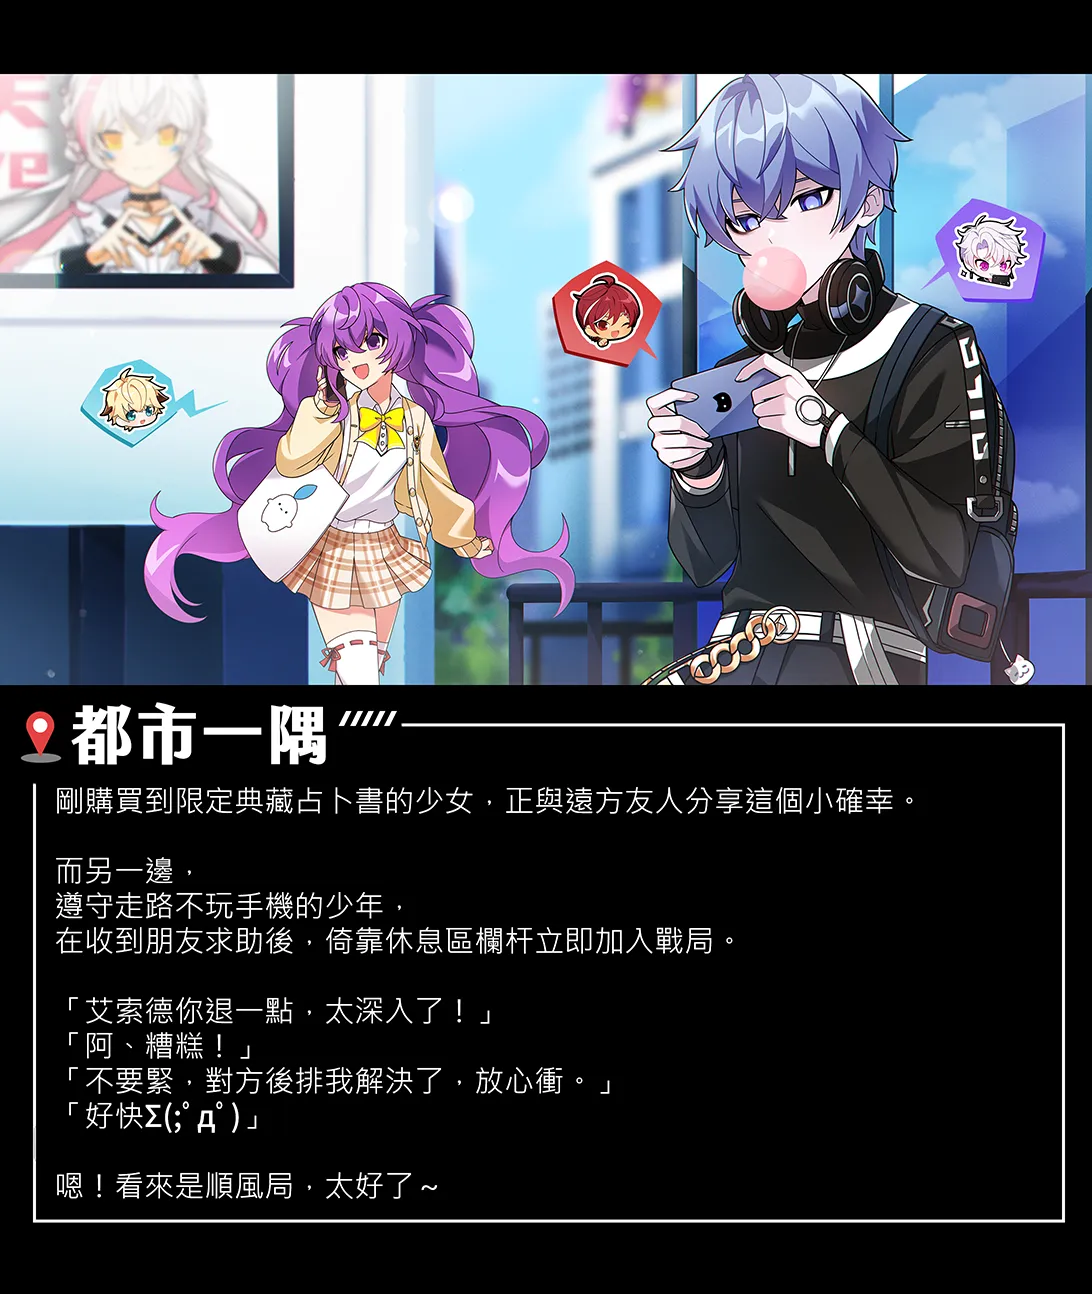 都市一隅
剛購買到限定典藏占卜書的少女，正與遠方友人分享這個小確幸。
而另一邊，
遵守走路不玩手機的少年，
在收到朋友求助後，倚靠休息區欄杆立即加入戰局。
「艾索德你退一點，太深入了！」
「阿、糟糕！」
「不要緊，對方後排我解決了，放心衝。」
「好快Σ(;ﾟдﾟ)」
嗯！看來是順風局，太好了~